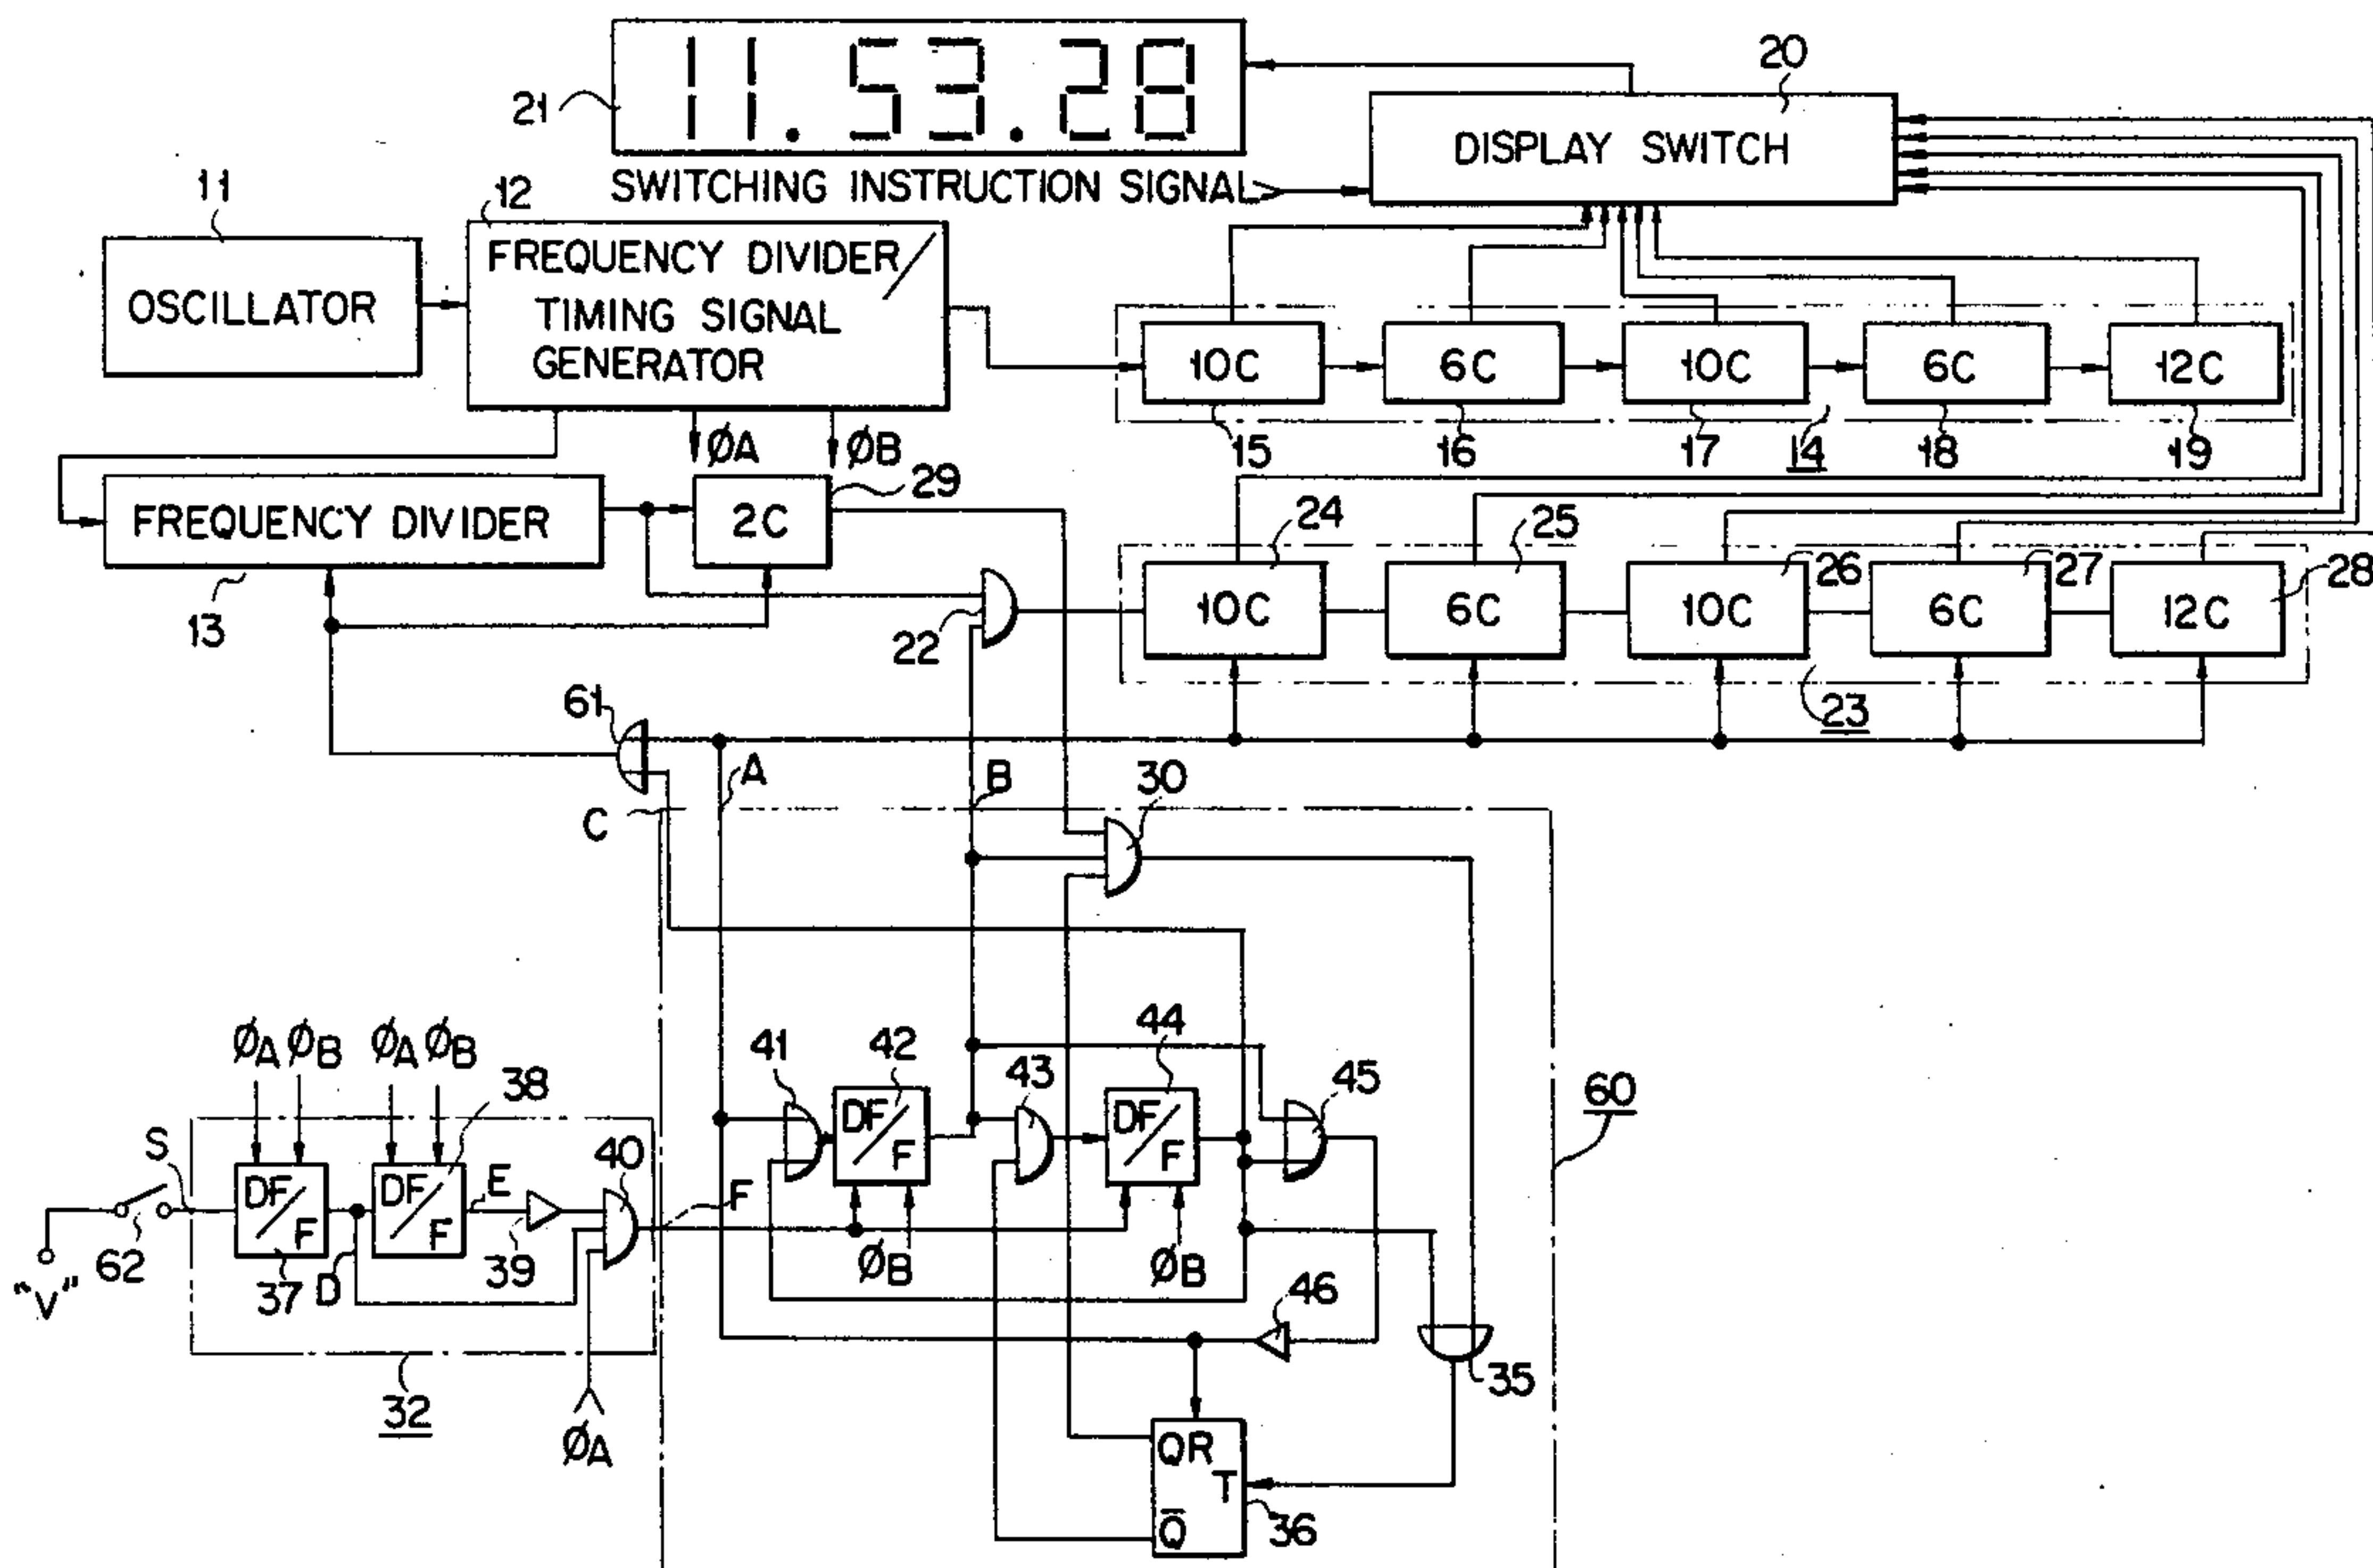 11.53.28
21
20
DISPLAY SWITCH
SWITCHING INSTRUCTION SIGNAL
11
12
OSCILLATOR
FREQUENCY DIVIDER/
TIMING SIGNAL
GENERATOR
10C
6C
10C
6C
12C
15
16
17
14
18
19
ØA
ØB
29
FREQUENCY DIVIDER
2C
13
22
24
25
26
27
28
10C
6C
10C
6C
12C
23
61
A
B
C
30
ØA ØB
ØA ØB
38
41
42
43
44
45
60
S
DF/F
DF/F
E
40
F
DF/F
DF/F
62
"V"
37
D
39
ØB
ØB
46
35
32
ØA
QR
T
Q̅
36